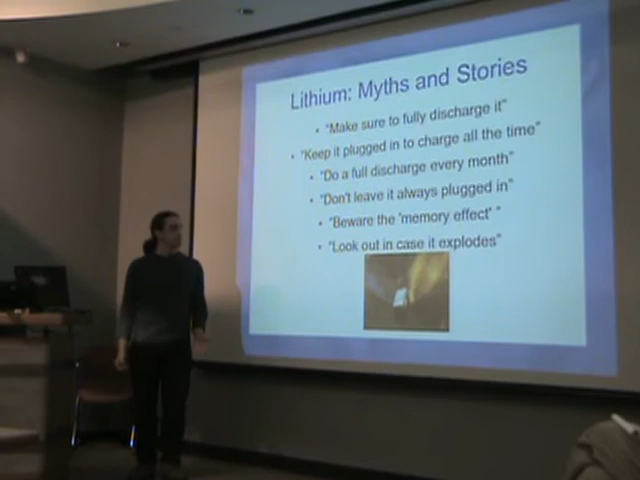 Lithium: Myths and Stories
• "Make sure to fully discharge it"
• "Keep it plugged in to charge all the time"
• "Do a full discharge every month"
• "Don't leave it always plugged in"
• "Beware the 'memory effect' "
• "Look out in case it explodes"